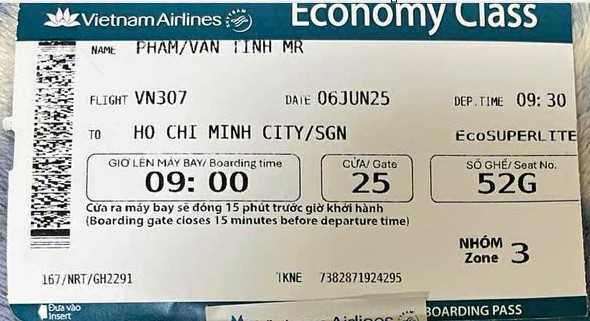 Vietnam Airlines Economy Class
NAME PHAM/VAN TINH MR
FLIGHT VN307 DATE 06JUN25 DEP.TIME 09:30
TO HO CHI MINH CITY/SGN EcoSUPERLITE
GIỜ LÊN MÁY BAY/ Boarding time CỬA/ Gate SỐ GHẾ/ Seat No.
09:00 25 52G
Cửa ra máy bay sẽ đóng 15 phút trước giờ khởi hành
(Boarding gate closes 15 minutes before departure time)
NHÓM
Zone 3
167/NRT/GH2291 TKNE 7382871924295
Đưa vào
Insert
BOARDING PASS
Airlines